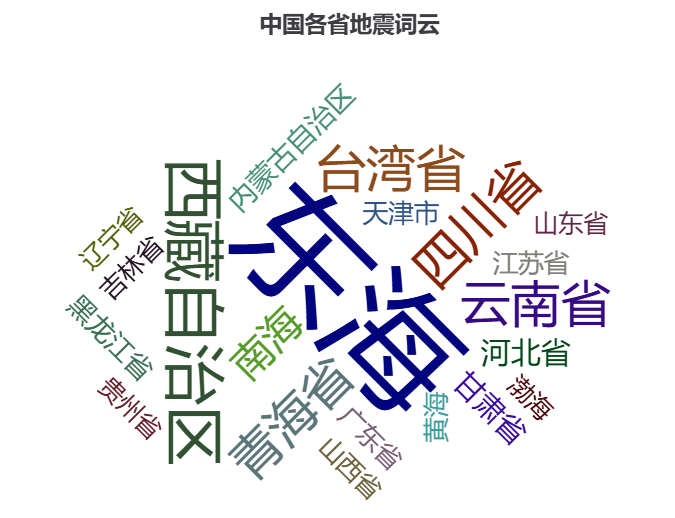 中国各省地震词云
内蒙古自治区
台湾省
四川省
天津市
山东省
西藏自治区
东海
辽宁省
吉林省
江苏省
云南省
黑龙江省
南海
河北省
青海省
贵州省
广东省
山西省
黄海
甘肃省
渤海